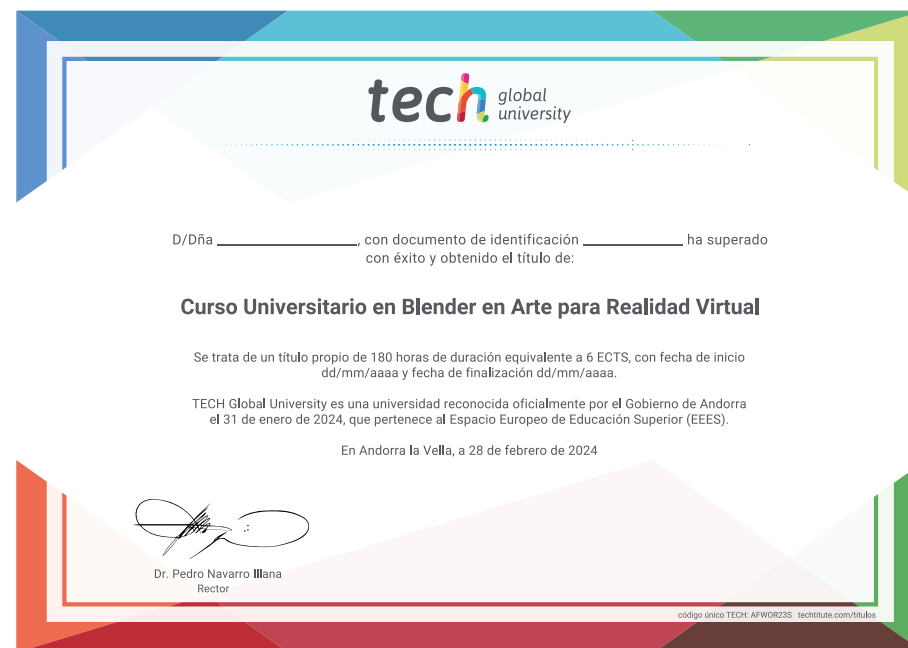 tech global university
D/Dña ____________________, con documento de identificación ______________ ha superado
con éxito y obtenido el título de:
Curso Universitario en Blender en Arte para Realidad Virtual
Se trata de un título propio de 180 horas de duración equivalente a 6 ECTS, con fecha de inicio
dd/mm/aaaa y fecha de finalización dd/mm/aaaa.
TECH Global University es una universidad reconocida oficialmente por el Gobierno de Andorra
el 31 de enero de 2024, que pertenece al Espacio Europeo de Educación Superior (EEES).
En Andorra la Vella, a 28 de febrero de 2024
Dr. Pedro Navarro Illana
Rector
código único TECH: AFWOR23S techtitute.com/titulos